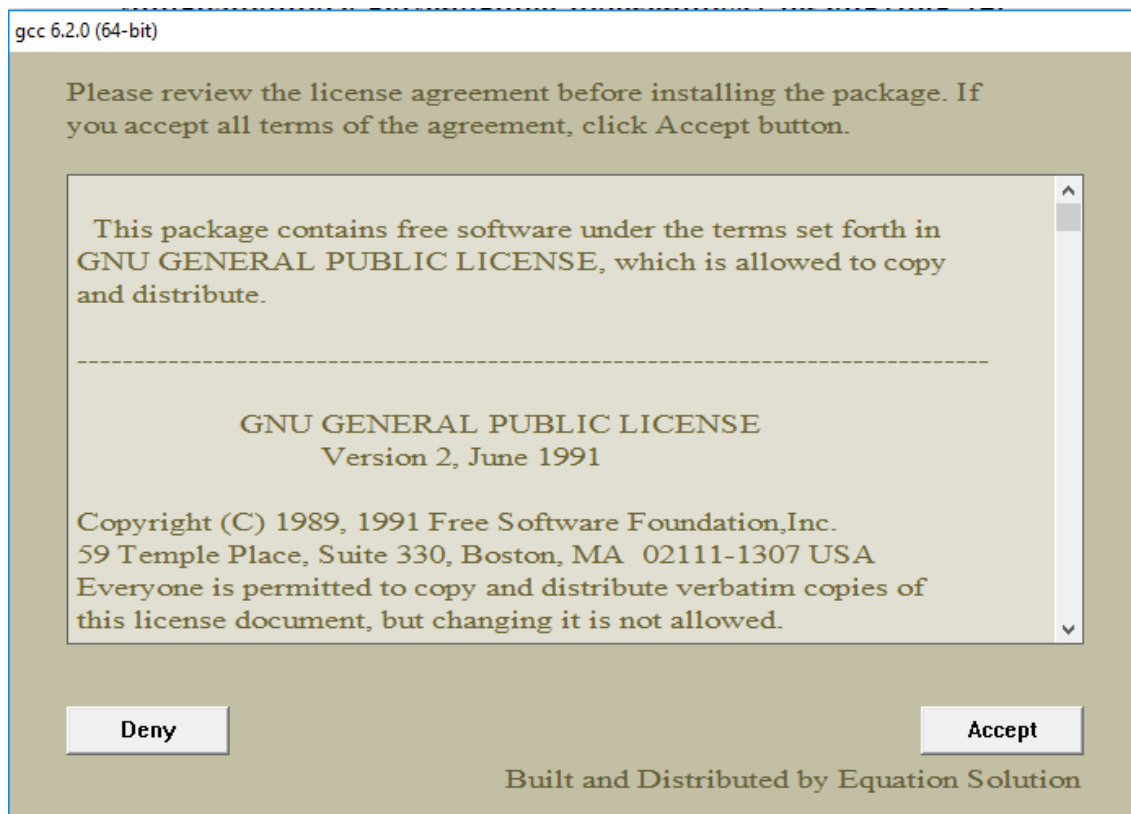 gcc 6.2.0 (64-bit)
Please review the license agreement before installing the package. If
you accept all terms of the agreement, click Accept button.
This package contains free software under the terms set forth in
GNU GENERAL PUBLIC LICENSE, which is allowed to copy
and distribute.
--------------------------------------------------------------------------------
GNU GENERAL PUBLIC LICENSE
Version 2, June 1991
Copyright (C) 1989, 1991 Free Software Foundation,Inc.
59 Temple Place, Suite 330, Boston, MA  02111-1307 USA
Everyone is permitted to copy and distribute verbatim copies of
this license document, but changing it is not allowed.
Deny
Accept
Built and Distributed by Equation Solution